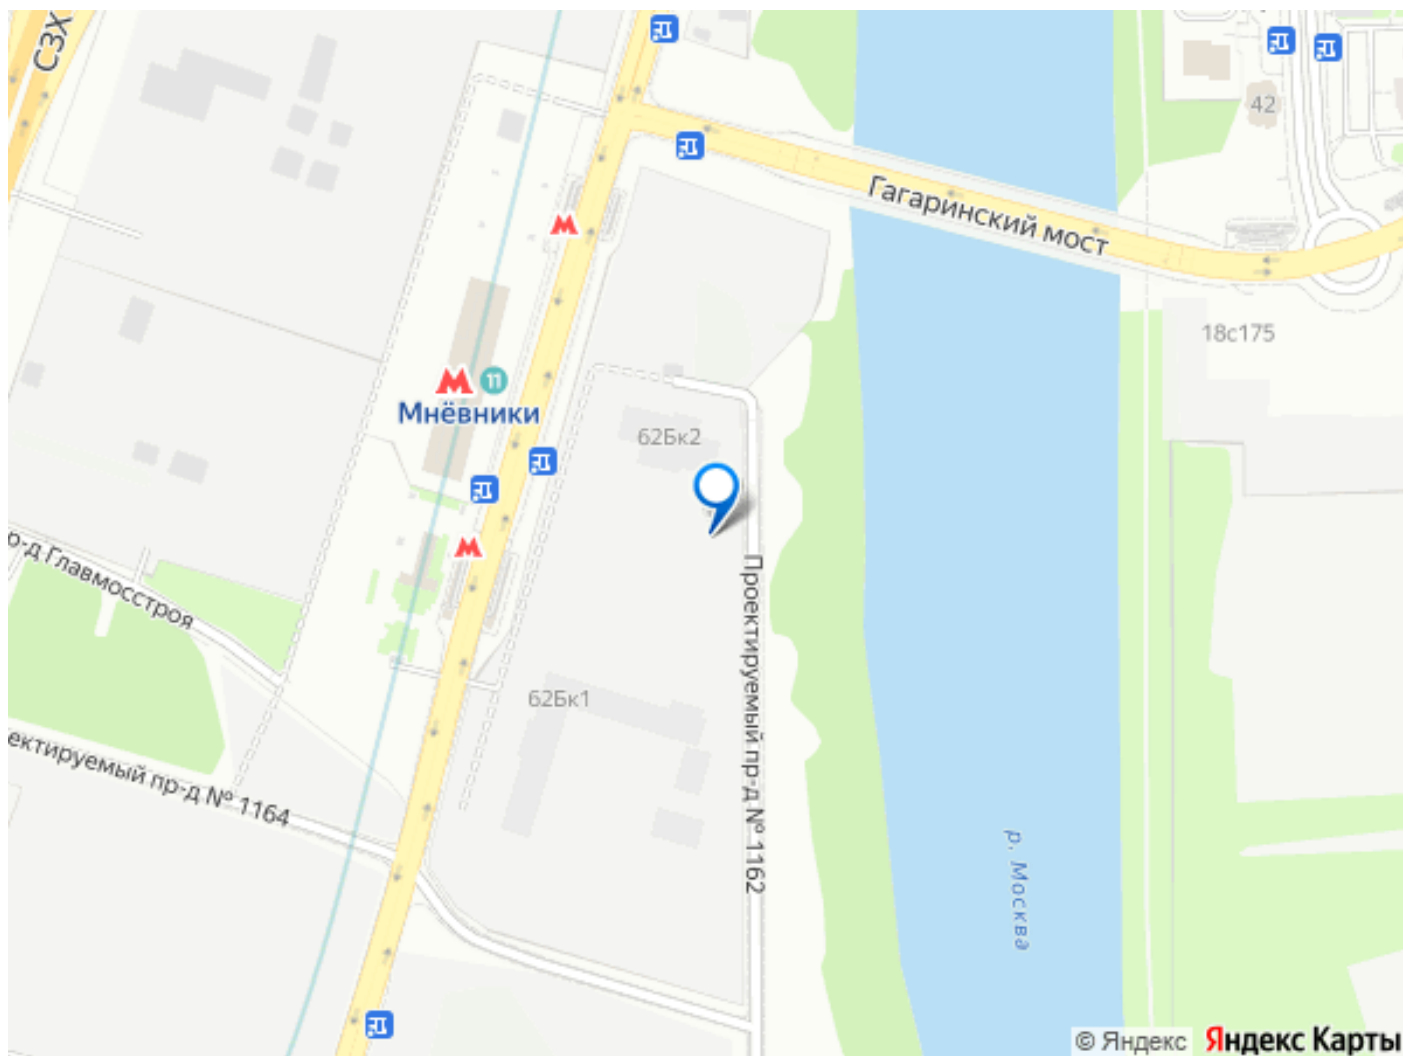 СЗХ
42
Гагаринский мост
18с175
11
Мнёвники
62Бк2
Проектируемый пр-д № 1162
р-д Главмосстроя
62Бк1
ектируемый пр-д № 1164
р. Москва
© Яндекс Яндекс Карты